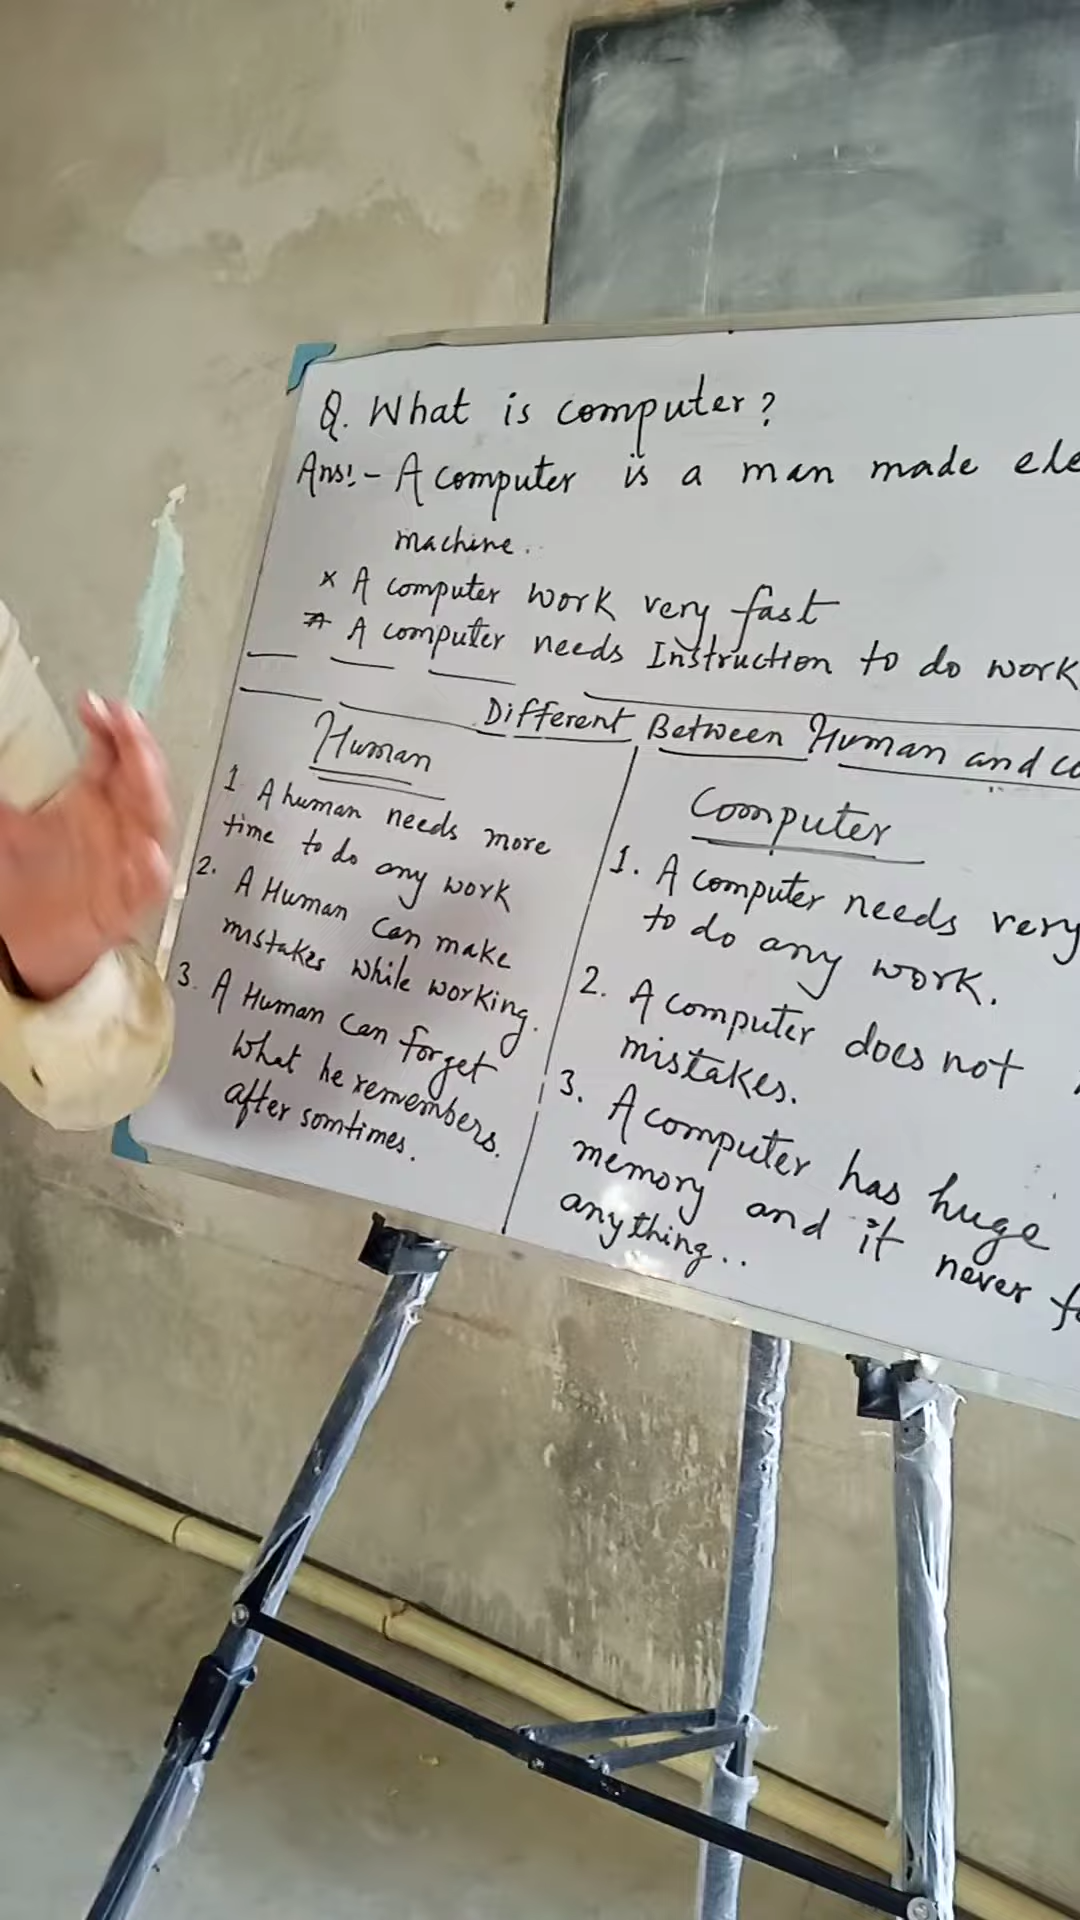 Q. What is computer?
Ans:- A computer is a man made ele
machine..
x A computer work very fast
* A computer needs Instruction to do work
Different Between Human and co
Human
1 A human needs more
time to do any work
2. A Human Can make
mistakes while working.
3. A Human Can forget
what he remembers.
after somtimes.
Computer
1. A computer needs very
to do any work.
2. A computer does not
mistakes.
3. A computer has huge
memory and it never fo
anything..